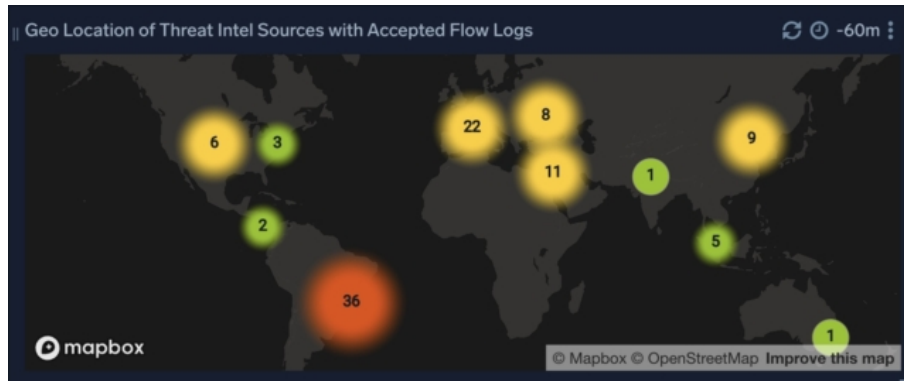 Geo Location of Threat Intel Sources with Accepted Flow Logs
-60m
8
22
9
6
3
11
1
2
5
36
1
mapbox
© Mapbox © OpenStreetMap Improve this map